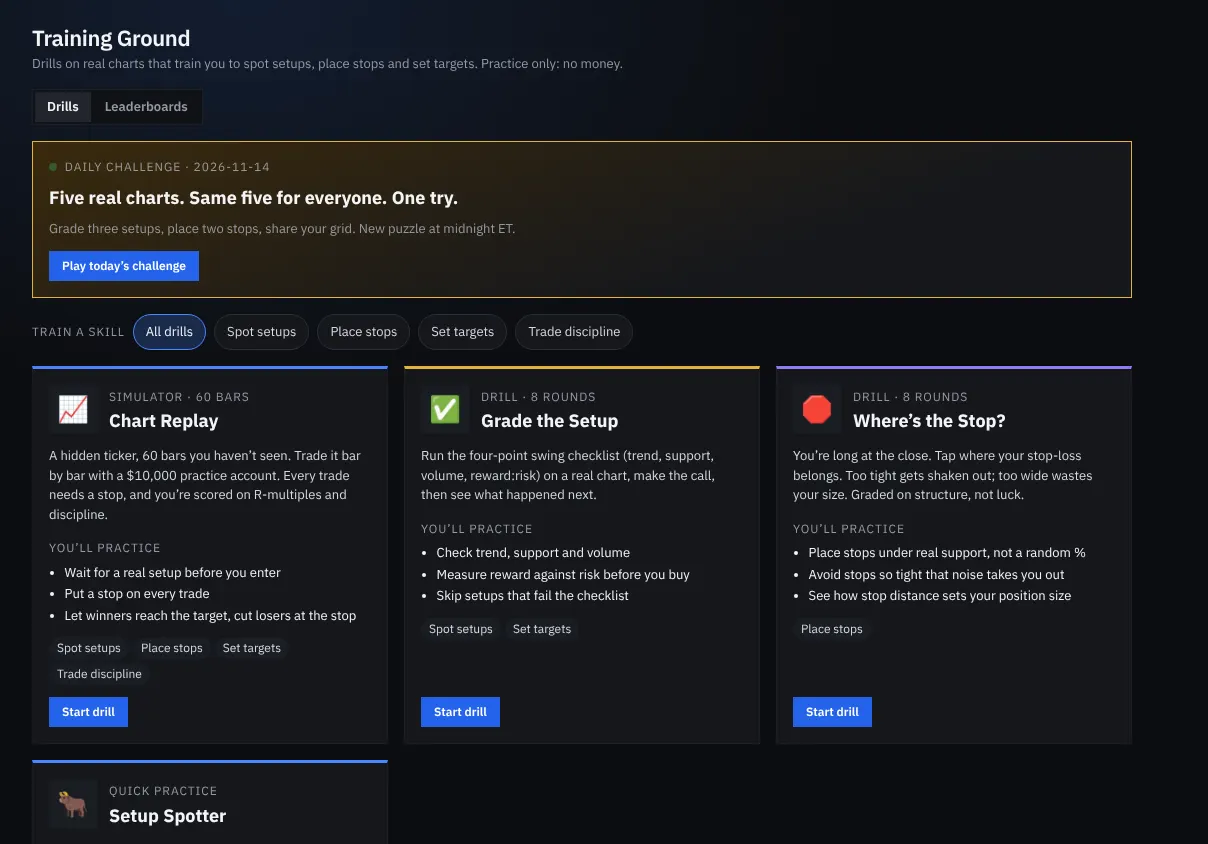 Training Ground
Drills on real charts that train you to spot setups, place stops and set targets. Practice only: no money.
Drills
Leaderboards
DAILY CHALLENGE · 2026-11-14
Five real charts. Same five for everyone. One try.
Grade three setups, place two stops, share your grid. New puzzle at midnight ET.
Play today’s challenge
TRAIN A SKILL
All drills
Spot setups
Place stops
Set targets
Trade discipline
SIMULATOR · 60 BARS
Chart Replay
A hidden ticker, 60 bars you haven’t seen. Trade it bar
by bar with a $10,000 practice account. Every trade
needs a stop, and you’re scored on R-multiples and
discipline.
YOU’LL PRACTICE
• Wait for a real setup before you enter
• Put a stop on every trade
• Let winners reach the target, cut losers at the stop
Spot setups
Place stops
Set targets
Trade discipline
Start drill
DRILL · 8 ROUNDS
Grade the Setup
Run the four-point swing checklist (trend, support,
volume, reward:risk) on a real chart, make the call,
then see what happened next.
YOU’LL PRACTICE
• Check trend, support and volume
• Measure reward against risk before you buy
• Skip setups that fail the checklist
Spot setups
Set targets
Start drill
DRILL · 8 ROUNDS
Where’s the Stop?
You’re long at the close. Tap where your stop-loss
belongs. Too tight gets shaken out; too wide wastes
your size. Graded on structure, not luck.
YOU’LL PRACTICE
• Place stops under real support, not a random %
• Avoid stops so tight that noise takes you out
• See how stop distance sets your position size
Place stops
Start drill
QUICK PRACTICE
Setup Spotter